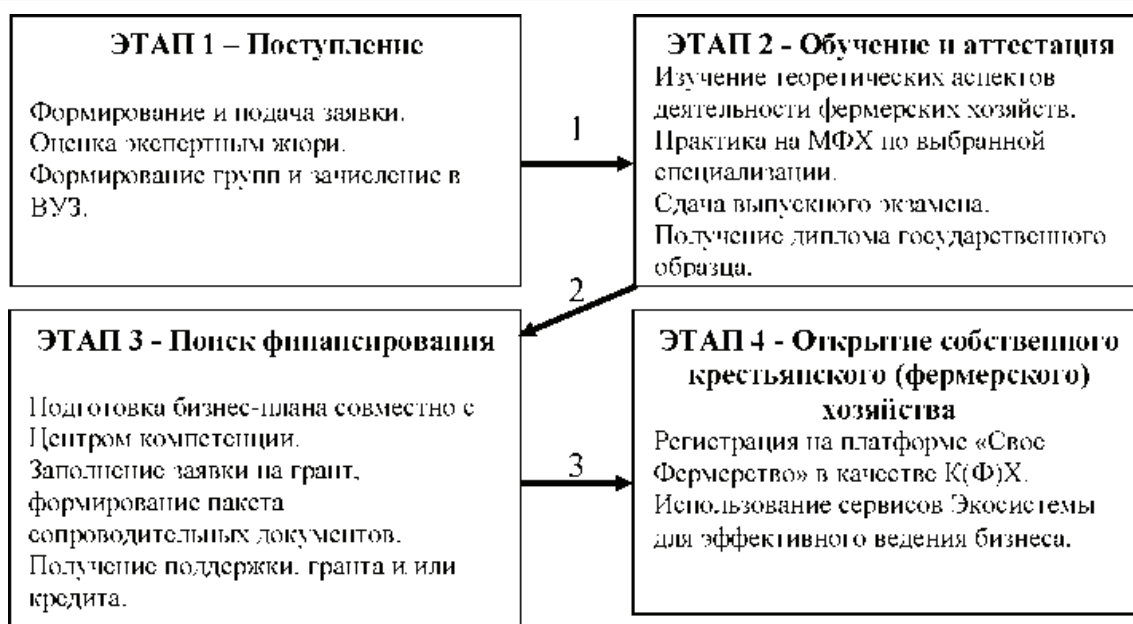 ЭТАП 1 – Поступление
Формирование и подача заявки.
Оценка экспертным жюри.
Формирование групп и зачисление в
ВУЗ.
1
ЭТАП 2 - Обучение и аттестация
Изучение теоретических аспектов
деятельности фермерских хозяйств.
Практика на МФХ по выбранной
специализации.
Сдача выпускного экзамена.
Получение диплома государственного
образца.
2
ЭТАП 3 - Поиск финансирования
Подготовка бизнес-плана совместно с
Центром компетенции.
Заполнение заявки на грант,
формирование пакета
сопроводительных документов.
Получение поддержки. гранта и или
кредита.
3
ЭТАП 4 - Открытие собственного
крестьянского (фермерского)
хозяйства
Регистрация на платформе «Свое
Фермерство» в качестве К(Ф)Х.
Использование сервисов Экосистемы
для эффективного ведения бизнеса.